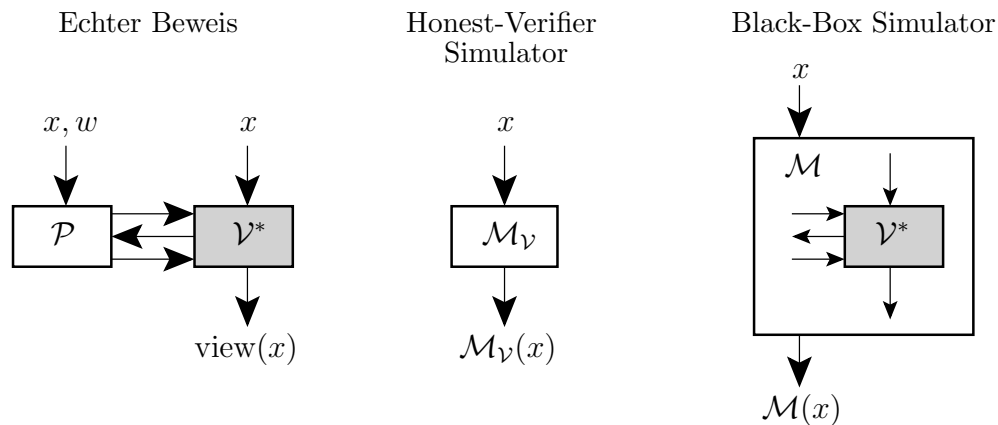 Echter Beweis
x, w
x
P
V*
view(x)
Honest-Verifier
Simulator
x
M_V
M_V(x)
Black-Box Simulator
x
M
V*
M(x)